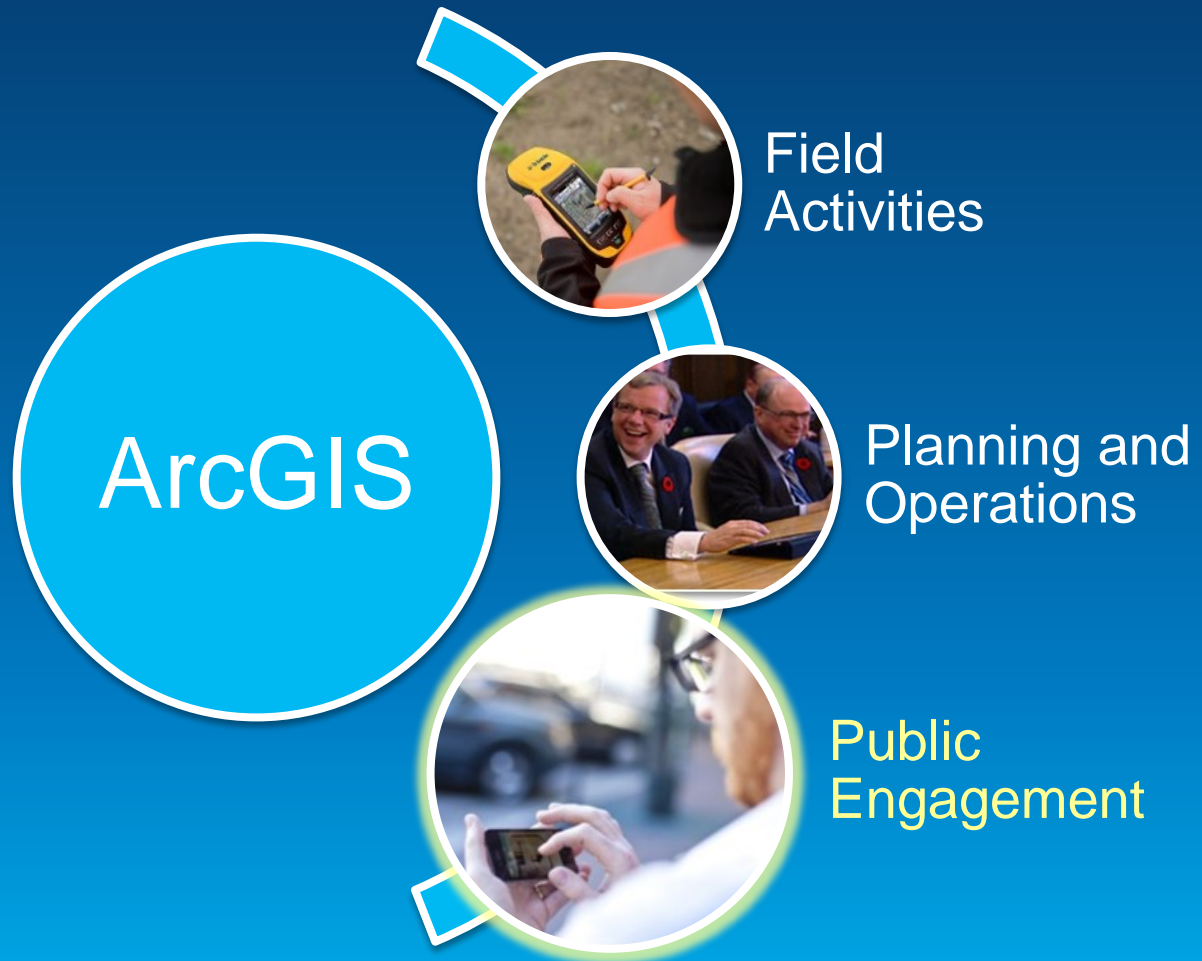 Field
Activities
ArcGIS
Planning and
Operations
Public
Engagement